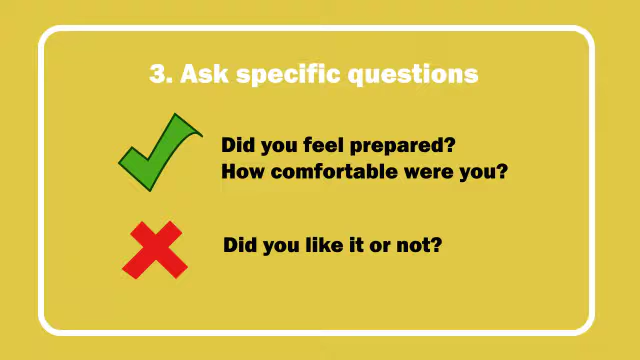 3. Ask specific questions
Did you feel prepared?
How comfortable were you?
Did you like it or not?